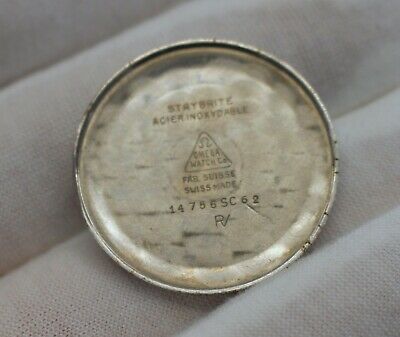 STAYBRITE
ACIER INOXYDABLE
Ω
OMEGA
WATCH Co
FAB. SUISSE
SWISS MADE
14756SC62